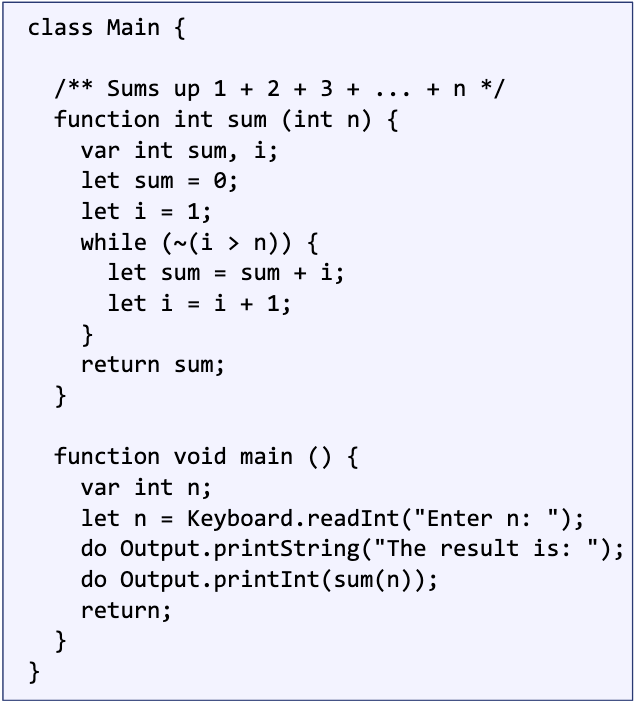 class Main {
/** Sums up 1 + 2 + 3 + ... + n */
function int sum (int n) {
var int sum, i;
let sum = 0;
let i = 1;
while (~(i > n)) {
let sum = sum + i;
let i = i + 1;
}
return sum;
}
function void main () {
var int n;
let n = Keyboard.readInt("Enter n: ");
do Output.printString("The result is: ");
do Output.printInt(sum(n));
return;
}
}